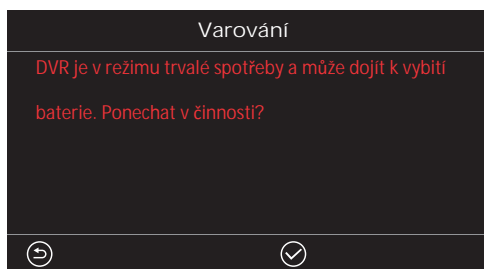 Varování
DVR je v režimu trvalé spotřeby a může dojít k vybití
baterie. Ponechat v činnosti?